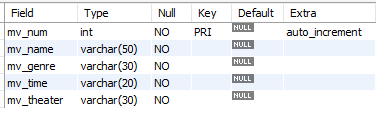 Field Type Null Key Default Extra
mv_num int NO PRI NULL auto_increment
mv_name varchar(50) NO NULL
mv_genre varchar(30) NO NULL
mv_time varchar(20) NO NULL
mv_theater varchar(30) NO NULL